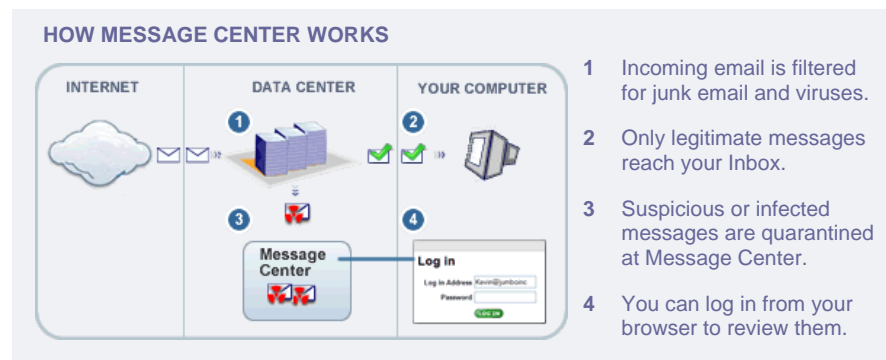 HOW MESSAGE CENTER WORKS
INTERNET
DATA CENTER
YOUR COMPUTER
1
2
3
4
Message
Center
Log in
Log in Address Kevin@jumboinc
Password
LOG IN
1 Incoming email is filtered
for junk email and viruses.
2 Only legitimate messages
reach your Inbox.
3 Suspicious or infected
messages are quarantined
at Message Center.
4 You can log in from your
browser to review them.